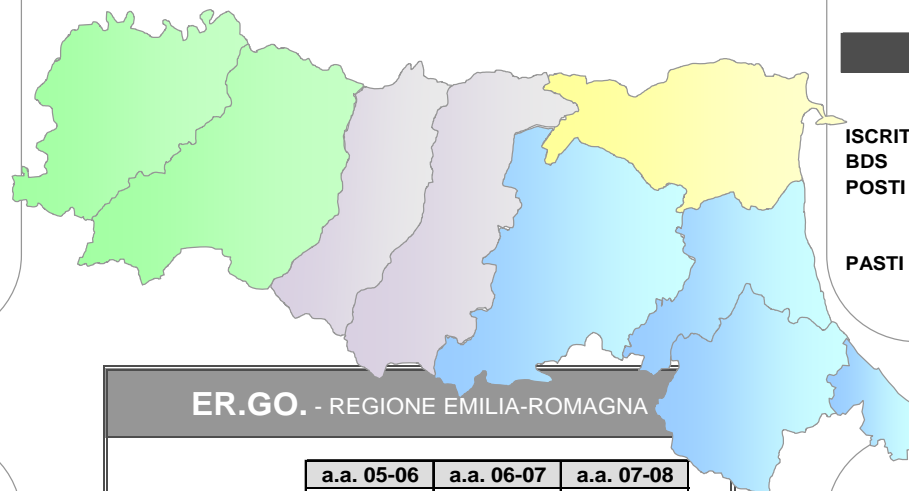 ISCRIT
BDS
POSTI
PASTI
ER.GO. - REGIONE EMILIA-ROMAGNA
a.a. 05-06 a.a. 06-07 a.a. 07-08